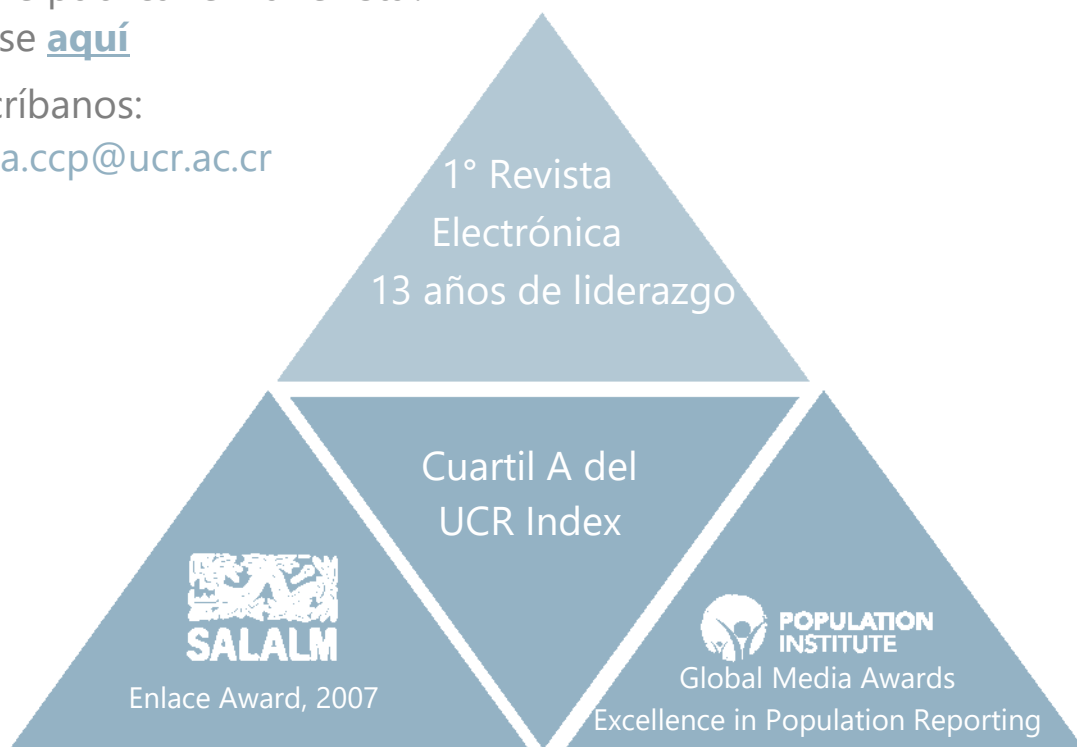 se aquí
críbanos:
a.ccp@ucr.ac.cr
1° Revista
Electrónica
13 años de liderazgo
Cuartil A del
UCR Index
SALALM
Enlace Award, 2007
POPULATION
INSTITUTE
Global Media Awards
Excellence in Population Reporting